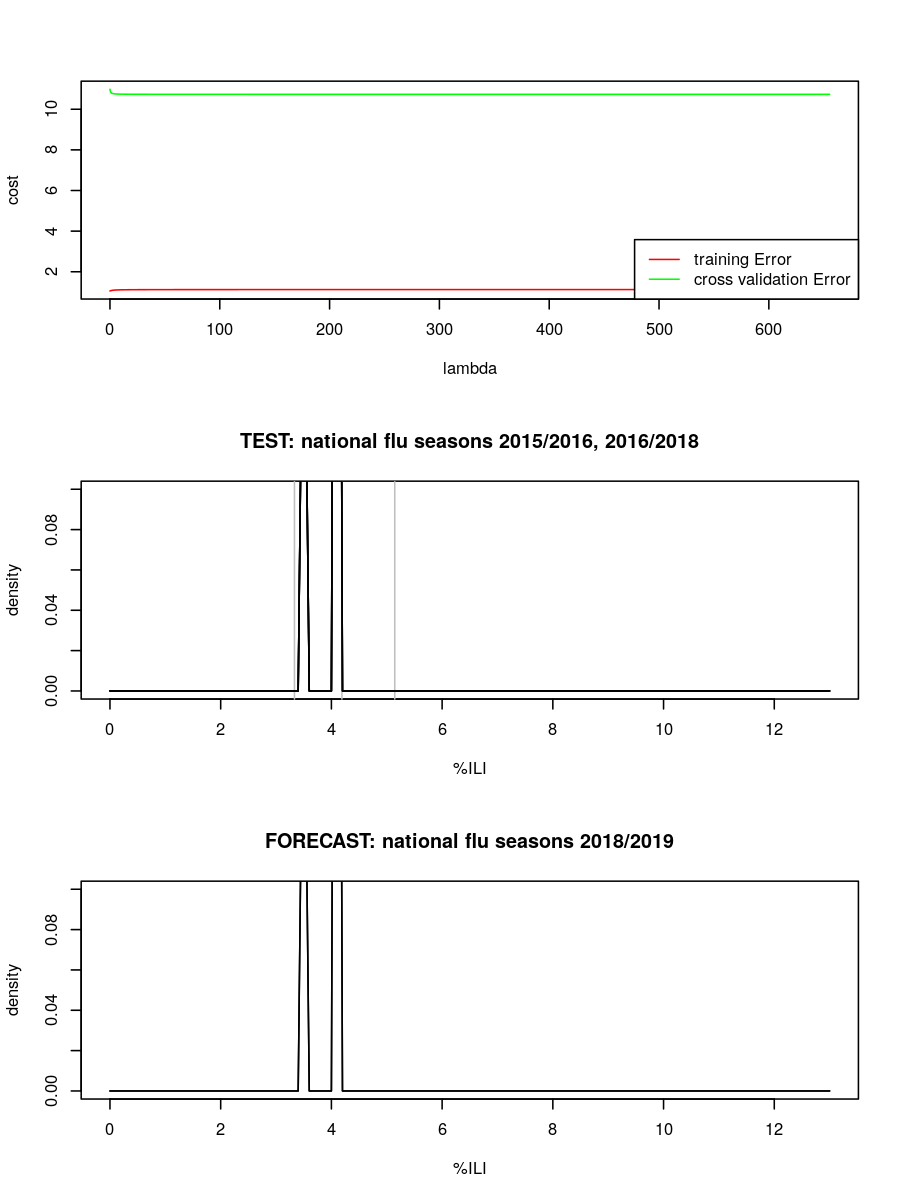 10
8
6
4
2
cost
training Error
cross validation Error
0 100 200 300 400 500 600
lambda
TEST: national flu seasons 2015/2016, 2016/2018
0.08
0.04
0.00
density
0 2 4 6 8 10 12
%ILI
FORECAST: national flu seasons 2018/2019
0.08
0.04
0.00
density
0 2 4 6 8 10 12
%ILI